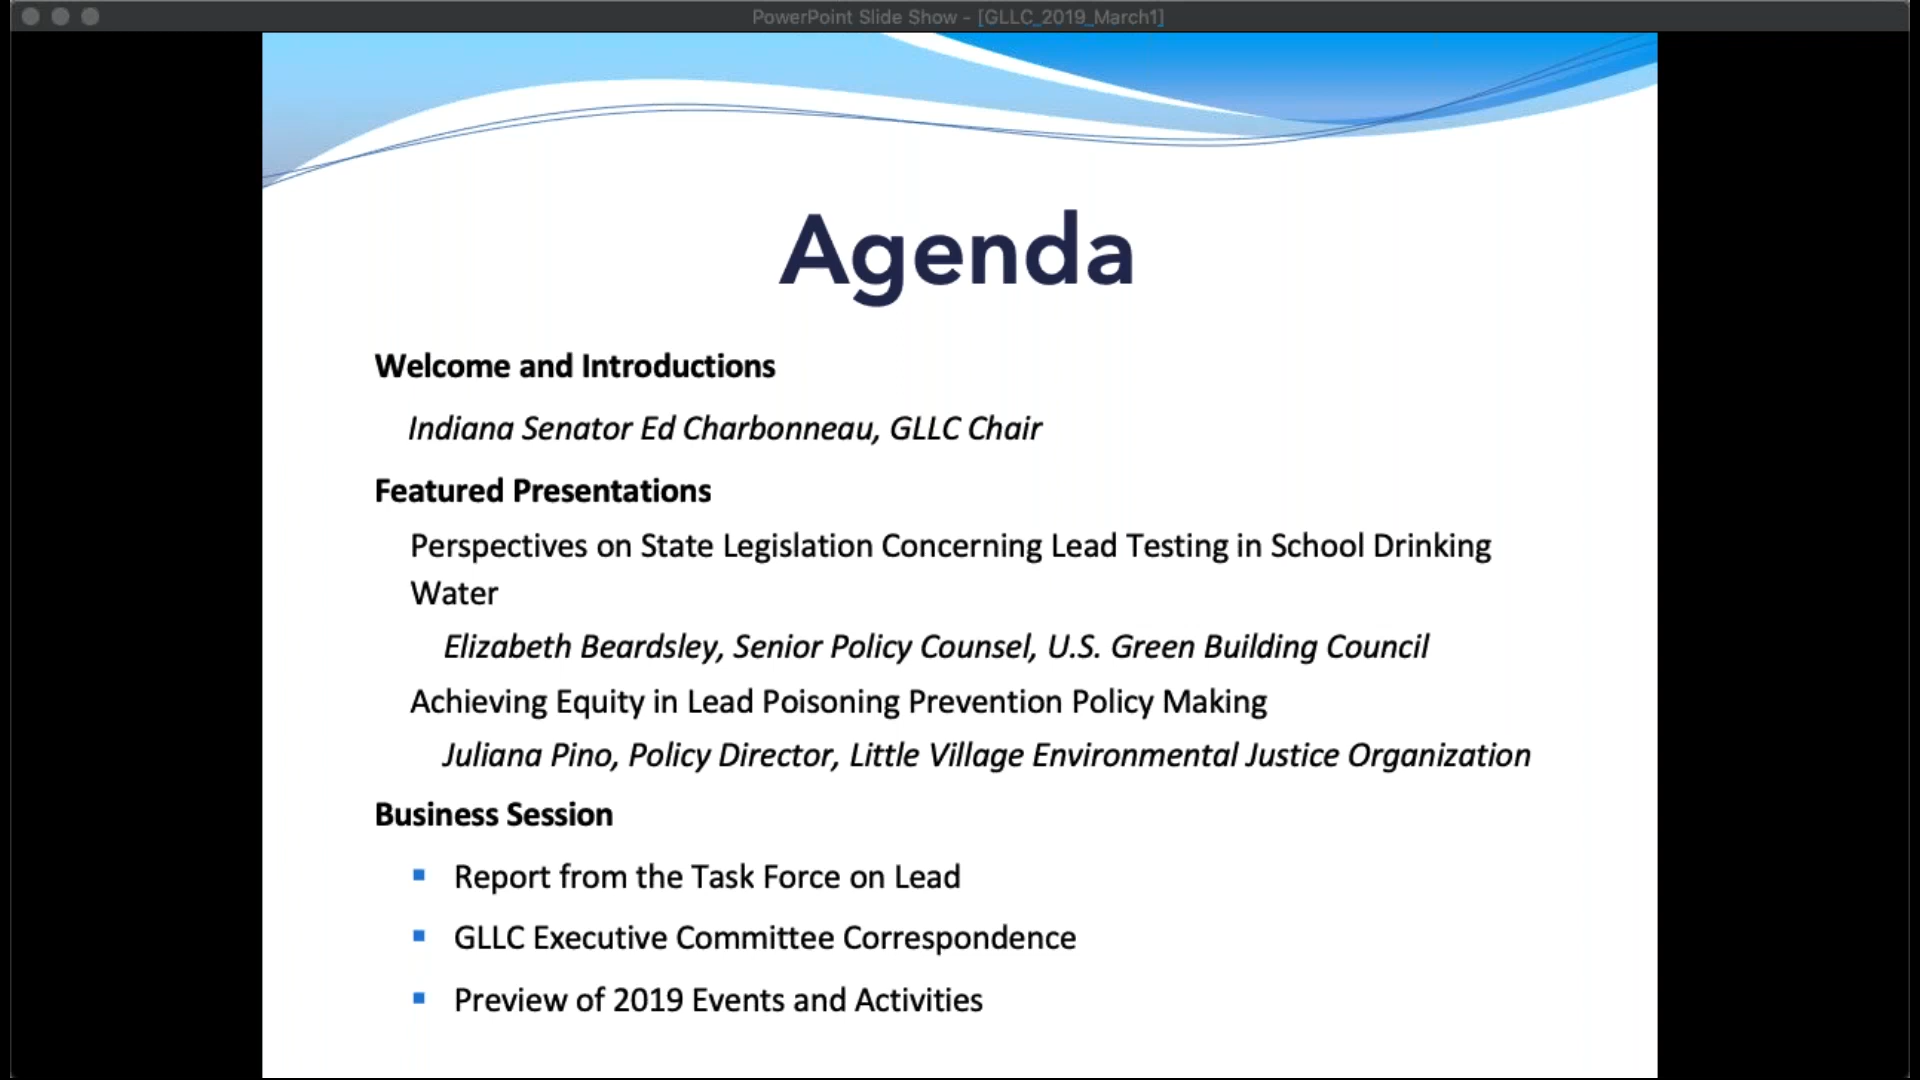 PowerPoint Slide Show - [GLLC_2019_March1]
Agenda
Welcome and Introductions
Indiana Senator Ed Charbonneau, GLLC Chair
Featured Presentations
Perspectives on State Legislation Concerning Lead Testing in School Drinking
Water
Elizabeth Beardsley, Senior Policy Counsel, U.S. Green Building Council
Achieving Equity in Lead Poisoning Prevention Policy Making
Juliana Pino, Policy Director, Little Village Environmental Justice Organization
Business Session
▪ Report from the Task Force on Lead
▪ GLLC Executive Committee Correspondence
▪ Preview of 2019 Events and Activities